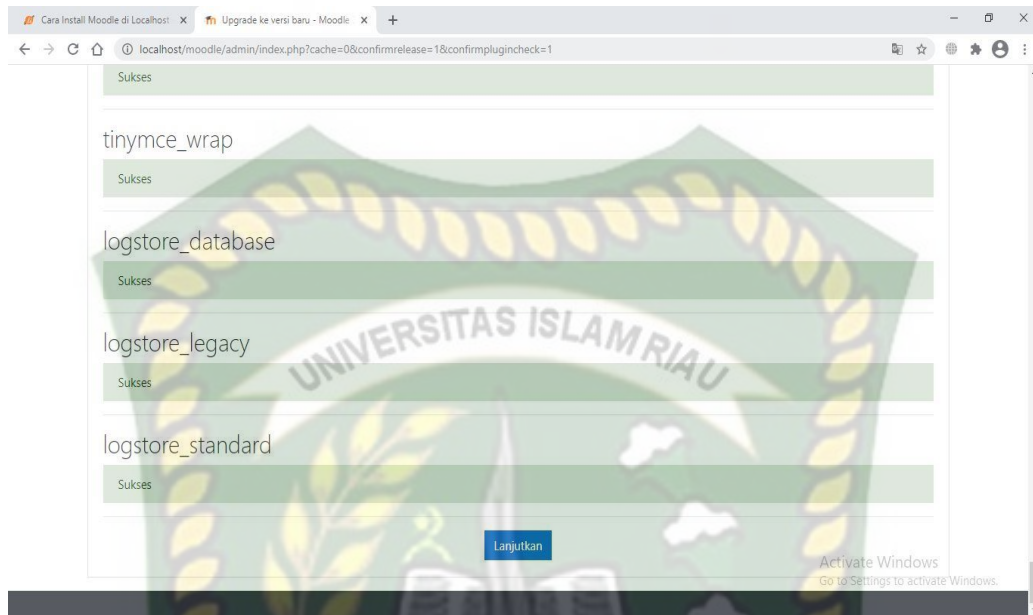 Cara Install Moodle di Localhost
Upgrade ke versi baru - Moodle
localhost/moodle/admin/index.php?cache=0&confirmrelease=1&confirmplugincheck=1
Sukses
tinymce_wrap
Sukses
logstore_database
Sukses
UNIVERSITAS ISLAM RIAU
logstore_legacy
Sukses
logstore_standard
Sukses
Lanjutkan
Activate Windows
Go to Settings to activate Windows.